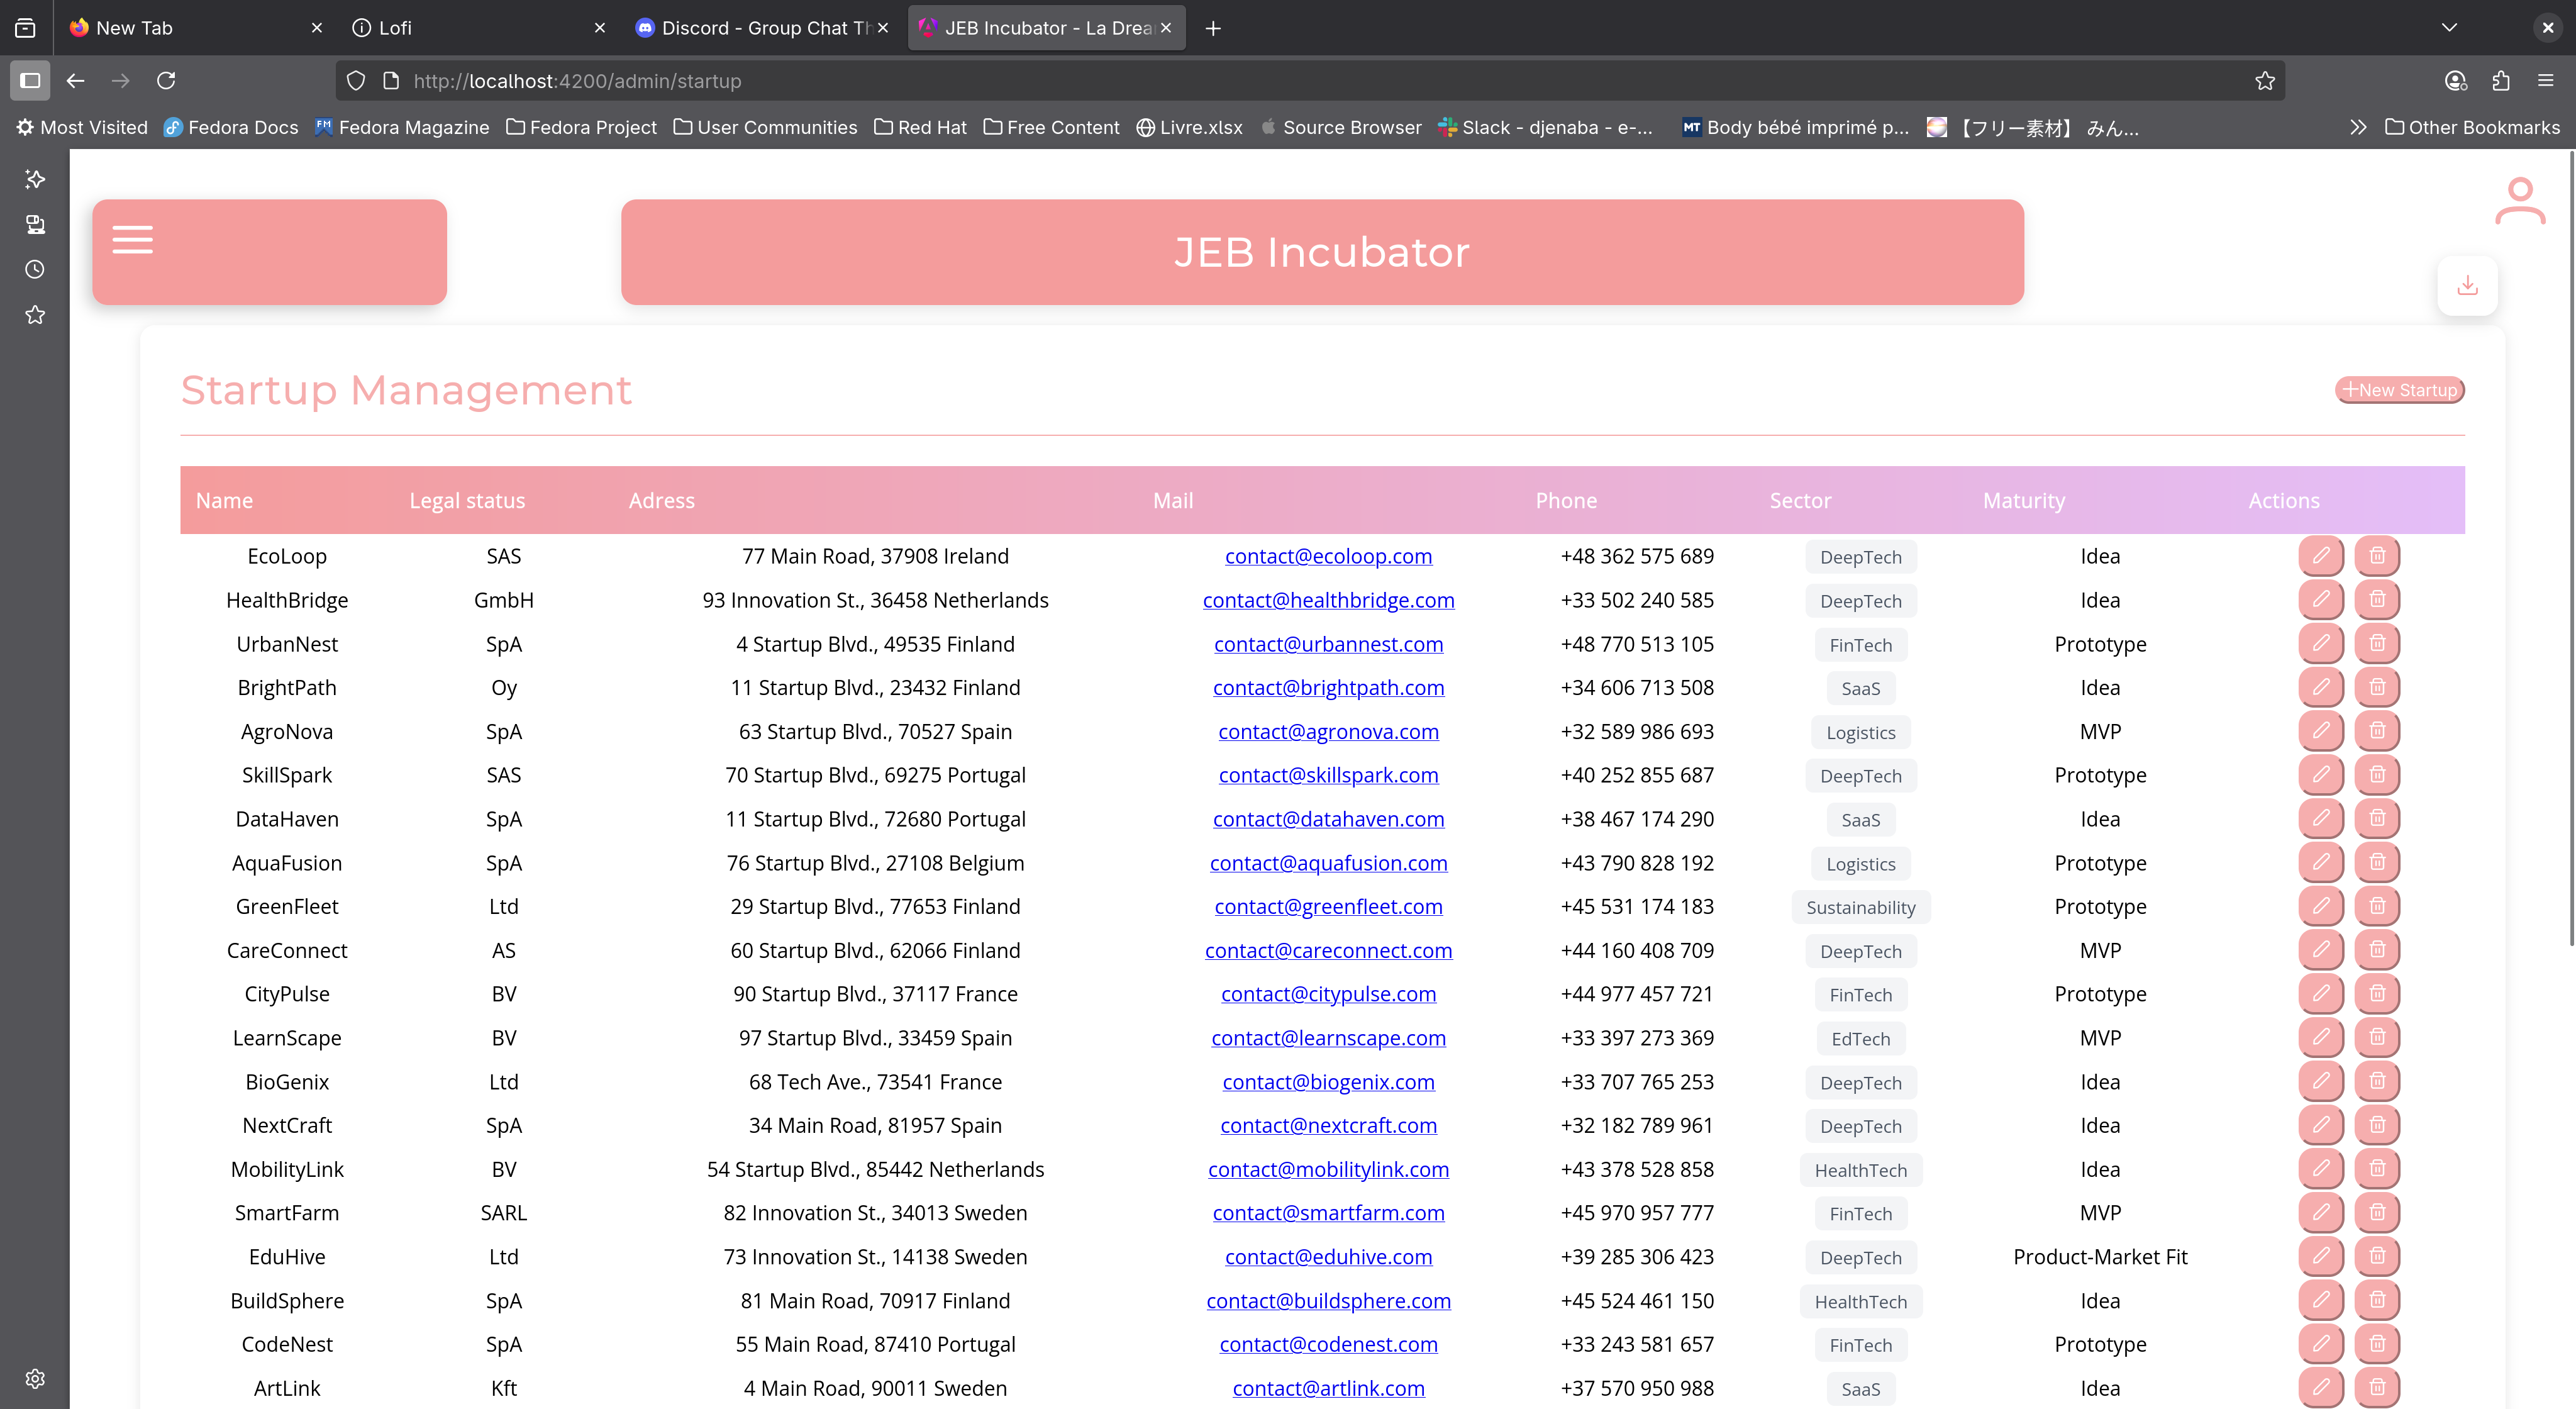 New Tab
Lofi
Discord - Group Chat Th
JEB Incubator - La Drea
http://localhost:4200/admin/startup
Most Visited Fedora Docs Fedora Magazine Fedora Project User Communities Red Hat Free Content Livre.xlsx Source Browser Slack - djenaba - e-... MT Body bébé imprimé p... 【フリー素材】 みん... Other Bookmarks
JEB Incubator
Startup Management
+New Startup
Name Legal status Adress Mail Phone Sector Maturity Actions
EcoLoop SAS 77 Main Road, 37908 Ireland contact@ecoloop.com +48 362 575 689 DeepTech Idea
HealthBridge GmbH 93 Innovation St., 36458 Netherlands contact@healthbridge.com +33 502 240 585 DeepTech Idea
UrbanNest SpA 4 Startup Blvd., 49535 Finland contact@urbannest.com +48 770 513 105 FinTech Prototype
BrightPath Oy 11 Startup Blvd., 23432 Finland contact@brightpath.com +34 606 713 508 SaaS Idea
AgroNova SpA 63 Startup Blvd., 70527 Spain contact@agronova.com +32 589 986 693 Logistics MVP
SkillSpark SAS 70 Startup Blvd., 69275 Portugal contact@skillspark.com +40 252 855 687 DeepTech Prototype
DataHaven SpA 11 Startup Blvd., 72680 Portugal contact@datahaven.com +38 467 174 290 SaaS Idea
AquaFusion SpA 76 Startup Blvd., 27108 Belgium contact@aquafusion.com +43 790 828 192 Logistics Prototype
GreenFleet Ltd 29 Startup Blvd., 77653 Finland contact@greenfleet.com +45 531 174 183 Sustainability Prototype
CareConnect AS 60 Startup Blvd., 62066 Finland contact@careconnect.com +44 160 408 709 DeepTech MVP
CityPulse BV 90 Startup Blvd., 37117 France contact@citypulse.com +44 977 457 721 FinTech Prototype
LearnScape BV 97 Startup Blvd., 33459 Spain contact@learnscape.com +33 397 273 369 EdTech MVP
BioGenix Ltd 68 Tech Ave., 73541 France contact@biogenix.com +33 707 765 253 DeepTech Idea
NextCraft SpA 34 Main Road, 81957 Spain contact@nextcraft.com +32 182 789 961 DeepTech Idea
MobilityLink BV 54 Startup Blvd., 85442 Netherlands contact@mobilitylink.com +43 378 528 858 HealthTech Idea
SmartFarm SARL 82 Innovation St., 34013 Sweden contact@smartfarm.com +45 970 957 777 FinTech MVP
EduHive Ltd 73 Innovation St., 14138 Sweden contact@eduhive.com +39 285 306 423 DeepTech Product-Market Fit
BuildSphere SpA 81 Main Road, 70917 Finland contact@buildsphere.com +45 524 461 150 HealthTech Idea
CodeNest SpA 55 Main Road, 87410 Portugal contact@codenest.com +33 243 581 657 FinTech Prototype
ArtLink Kft 4 Main Road, 90011 Sweden contact@artlink.com +37 570 950 988 SaaS Idea